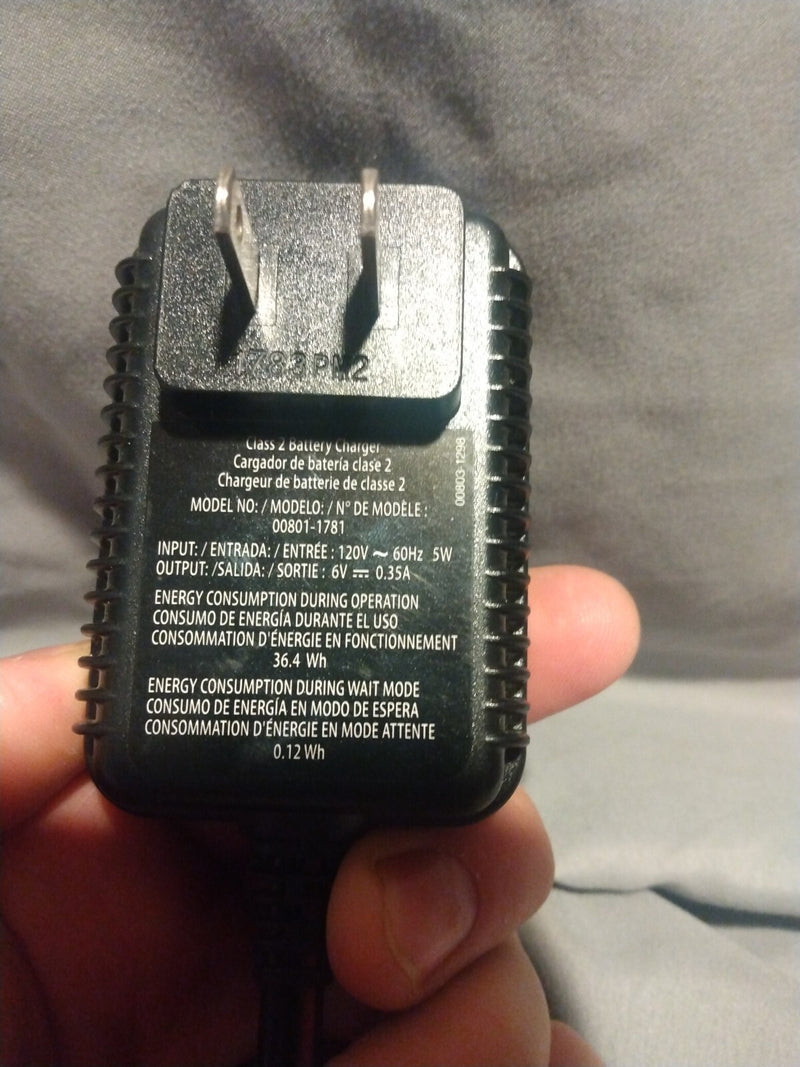 Class 2 Battery Charger
Cargador de batería clase 2
Chargeur de batterie de classe 2
00803-1298
MODEL NO: / MODELO: / N° DE MODÈLE :
00801-1781
INPUT: / ENTRADA: / ENTRÉE : 120V ~ 60Hz 5W
OUTPUT: /SALIDA: / SORTIE : 6V ⎓ 0.35A
ENERGY CONSUMPTION DURING OPERATION
CONSUMO DE ENERGÍA DURANTE EL USO
CONSOMMATION D'ÉNERGIE EN FONCTIONNEMENT
36.4 Wh
ENERGY CONSUMPTION DURING WAIT MODE
CONSUMO DE ENERGÍA EN MODO DE ESPERA
CONSOMMATION D'ÉNERGIE EN MODE ATTENTE
0.12 Wh